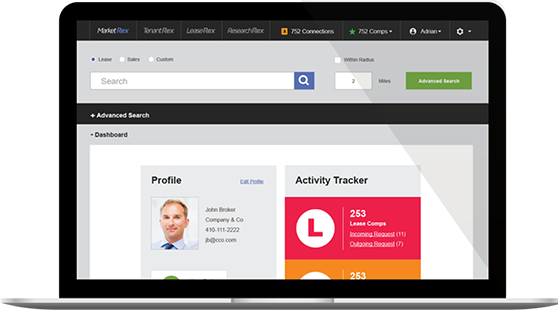 MarketRex TenantRex LeaseRex ResearchRex 752 Connections 752 Comps Adrian
Lease Sales Custom Within Radius
Search 2 Miles Advanced Search
+ Advanced Search
- Dashboard
Profile Edit Profile
John Broker
Company & Co
410-111-2222
jb@cco.com
Activity Tracker
L
253
Lease Comps
Incoming Request (11)
Outgoing Request (7)
253